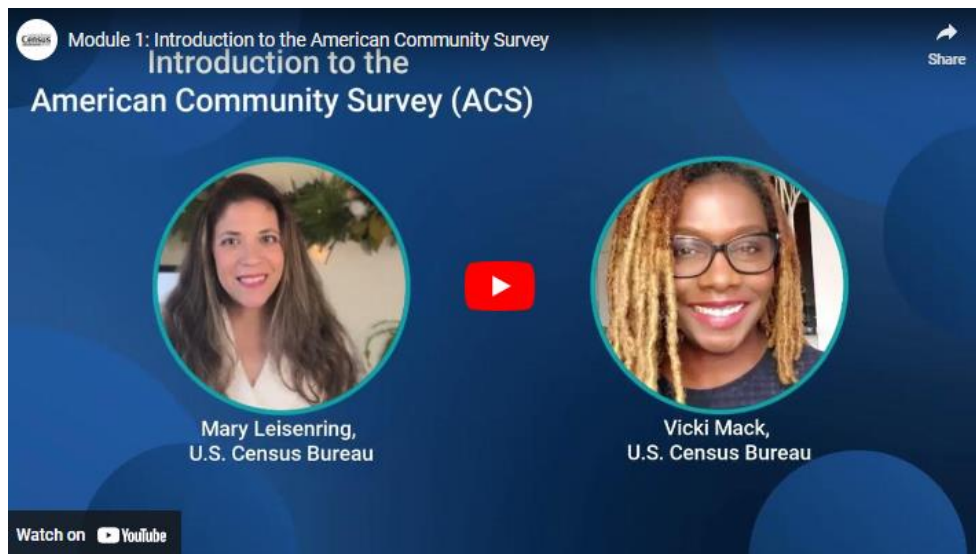 Census
Module 1: Introduction to the American Community Survey
Share
Introduction to the
American Community Survey (ACS)
Mary Leisenring,
U.S. Census Bureau
Vicki Mack,
U.S. Census Bureau
Watch on YouTube